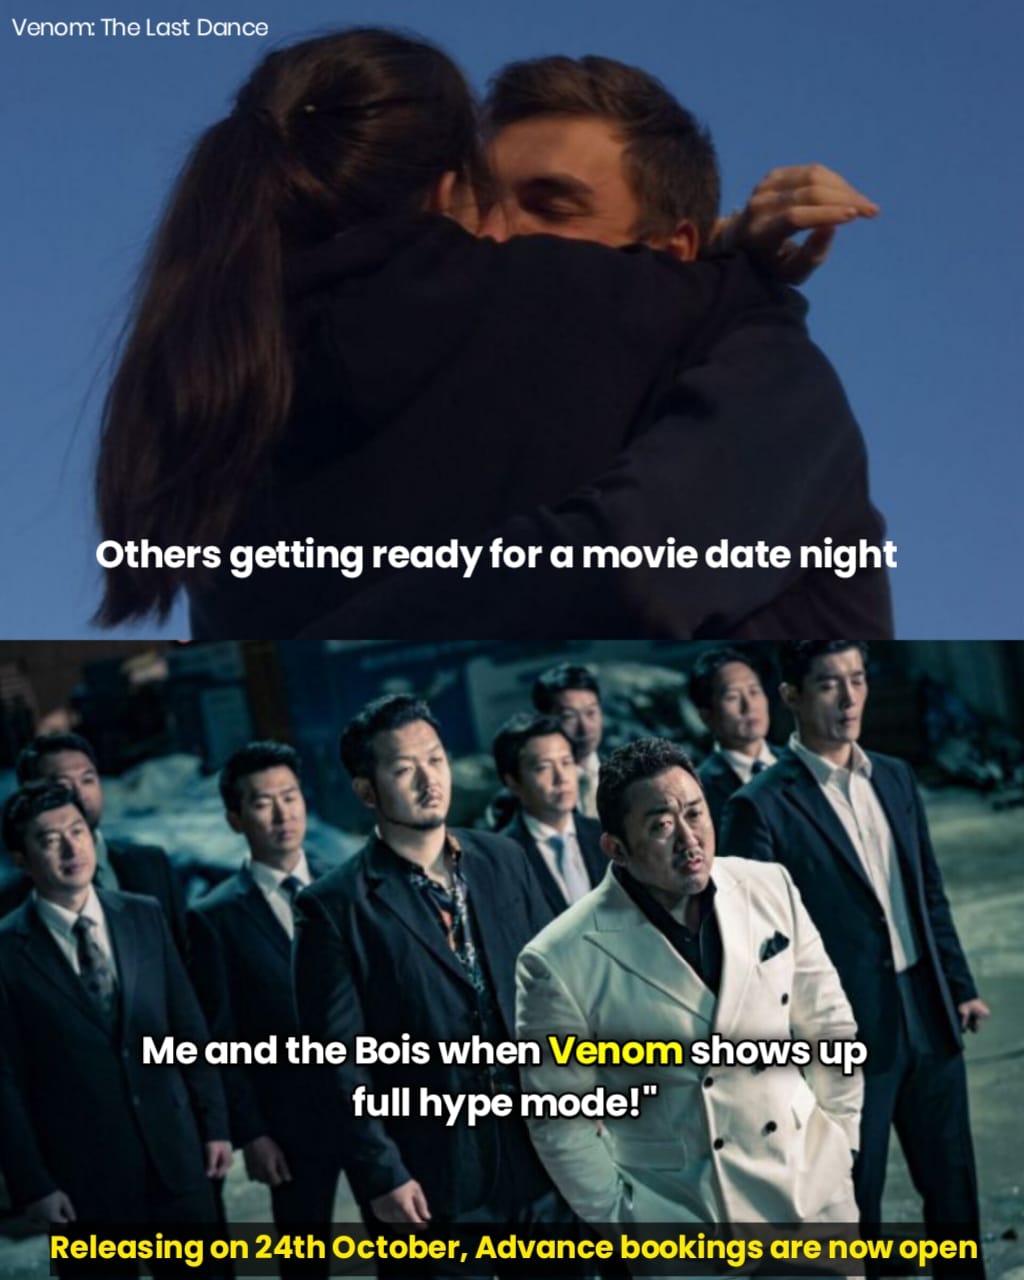 Venom: The Last Dance
Others getting ready for a movie date night
Me and the Bois when Venom shows up
full hype mode!"
Releasing on 24th October, Advance bookings are now open